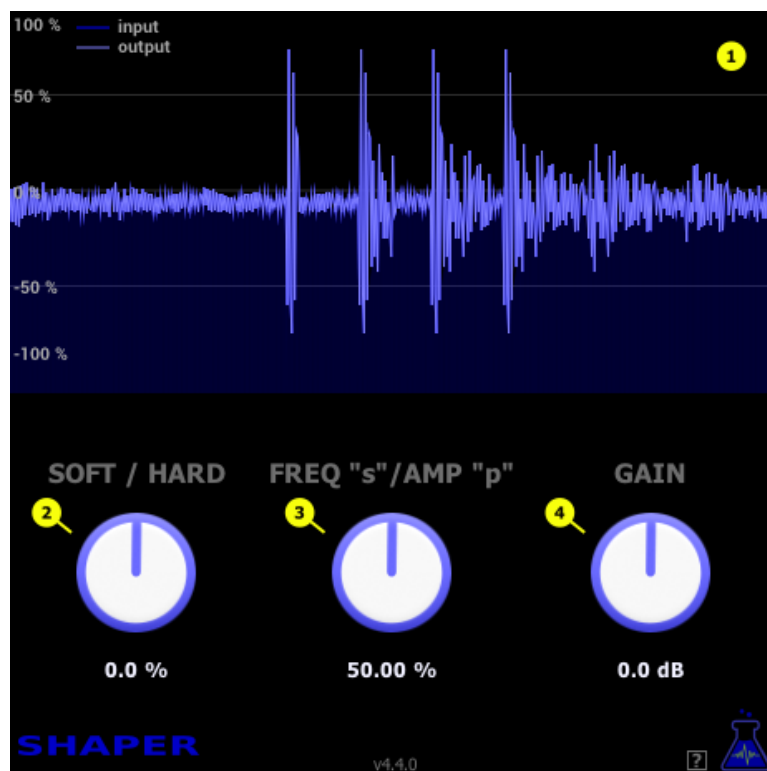 100 %
input
output
1
50 %
0 %
-50 %
-100 %
SOFT / HARD
FREQ "s"/AMP "p"
GAIN
2
3
4
0.0 %
50.00 %
0.0 dB
SHAPER
v4.4.0
?